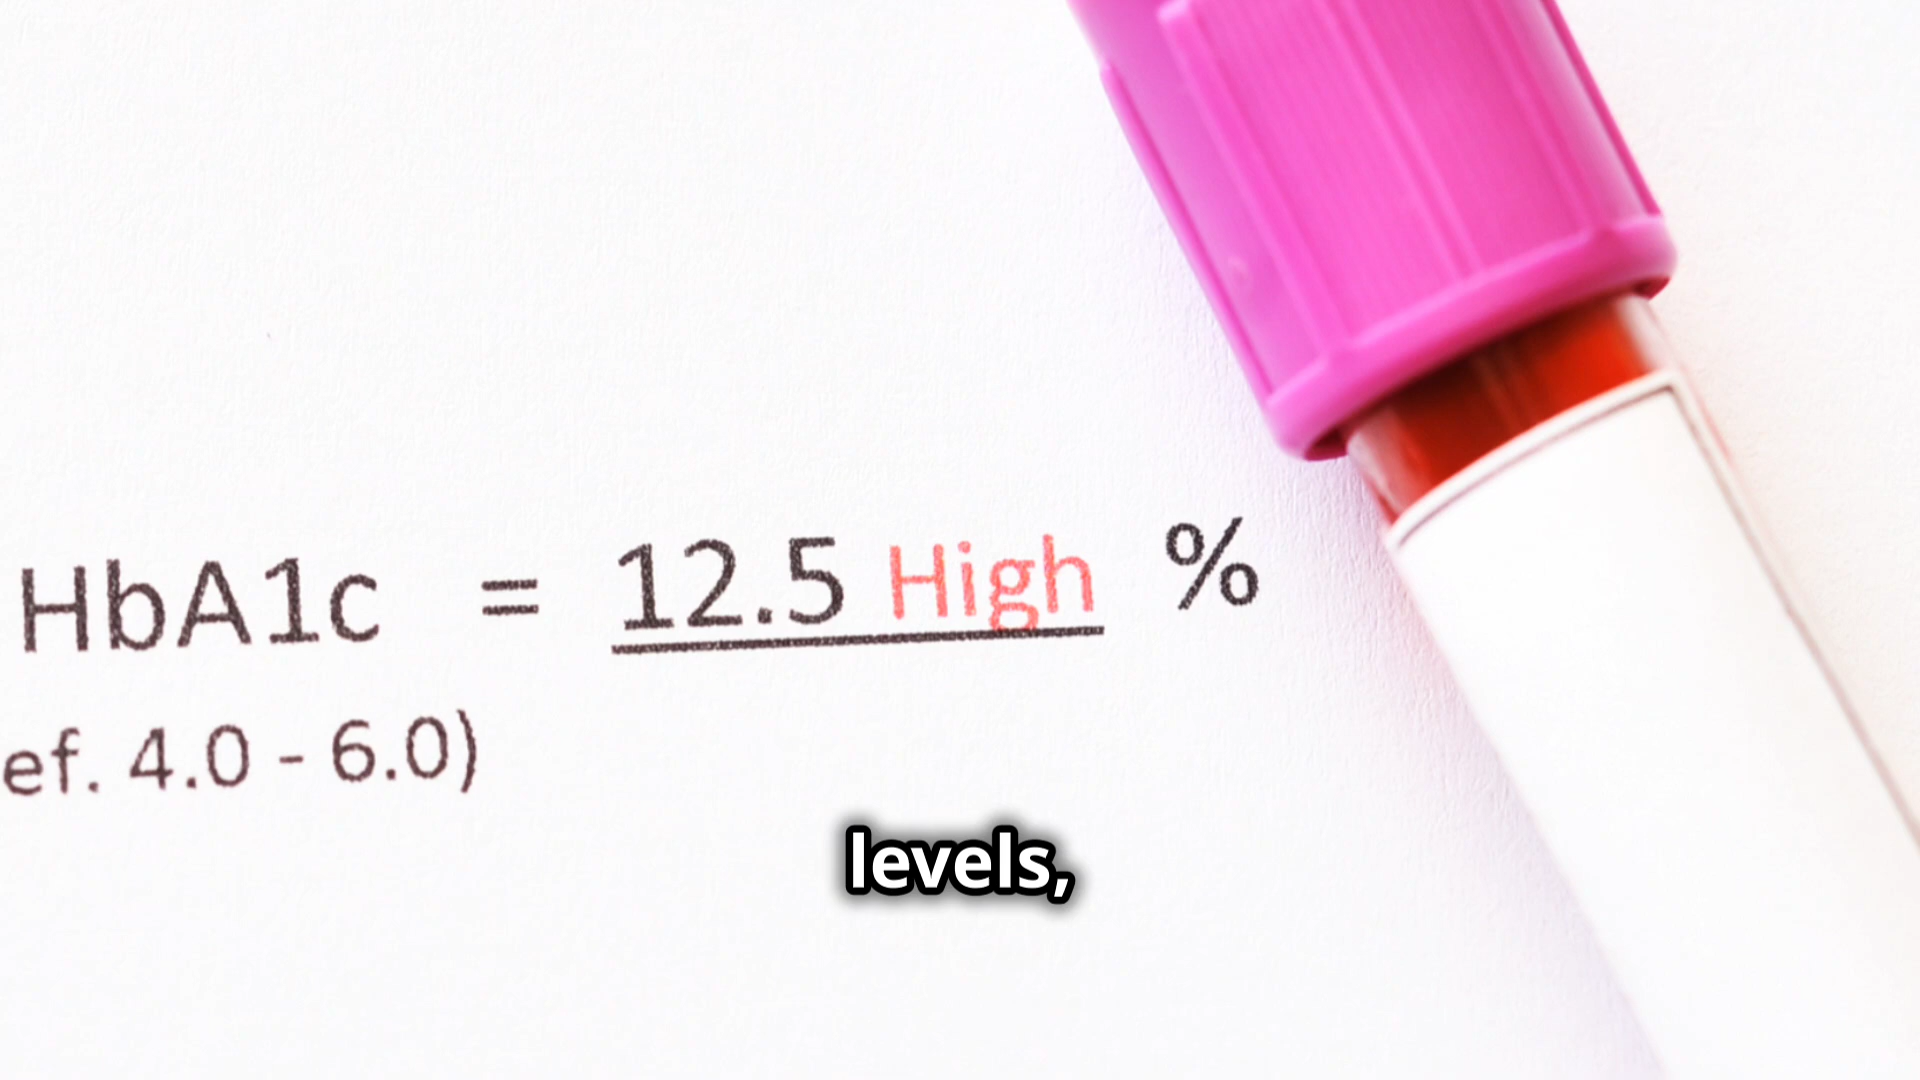 HbA1c = 12.5 High %
ef. 4.0 - 6.0)
levels,